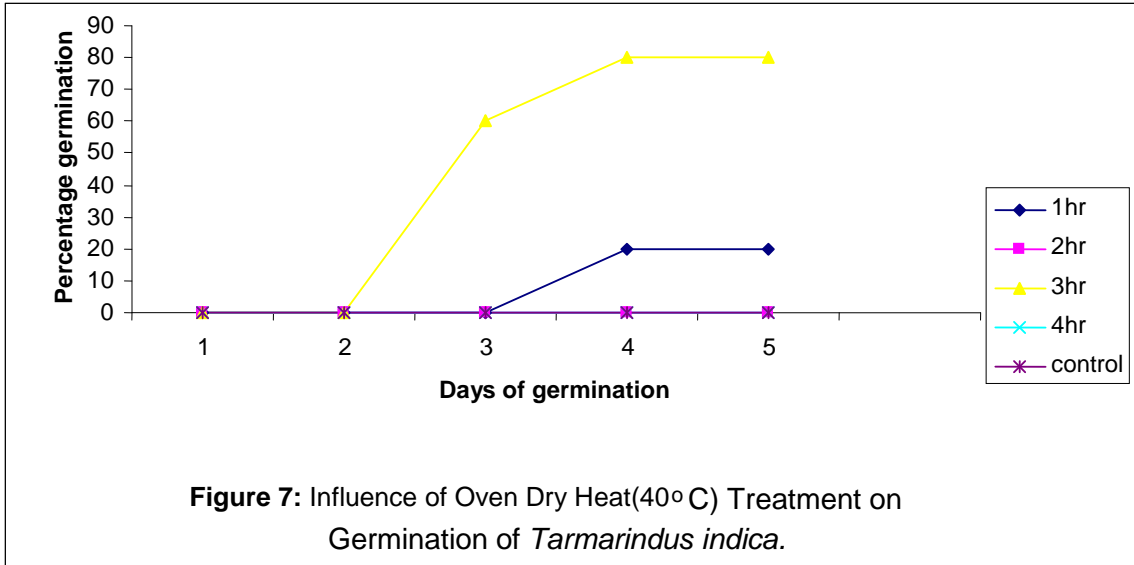 90
80
70
60
50
40
30
20
10
0
Percentage germination
1 2 3 4 5
Days of germination
1hr
2hr
3hr
4hr
control
Figure 7: Influence of Oven Dry Heat(40o C) Treatment on
Germination of Tarmarindus indica.